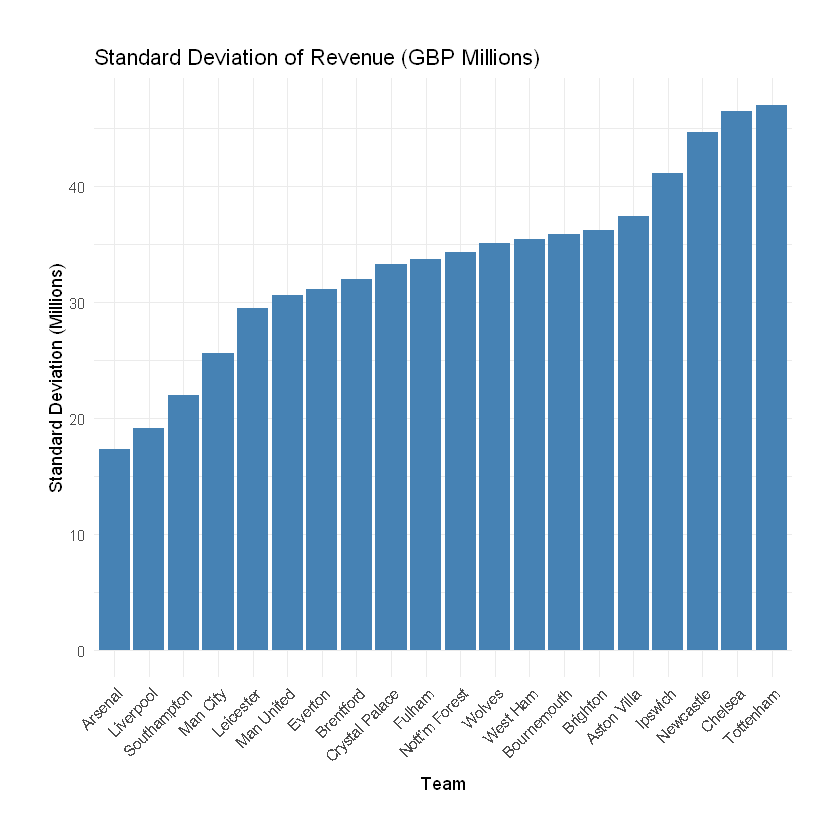 Standard Deviation of Revenue (GBP Millions)
Standard Deviation (Millions)
40
30
20
10
0
Arsenal
Liverpool
Southampton
Man City
Leicester
Man United
Everton
Brentford
Crystal Palace
Fulham
Nott'm Forest
Wolves
West Ham
Bournemouth
Brighton
Aston Villa
Ipswich
Newcastle
Chelsea
Tottenham
Team